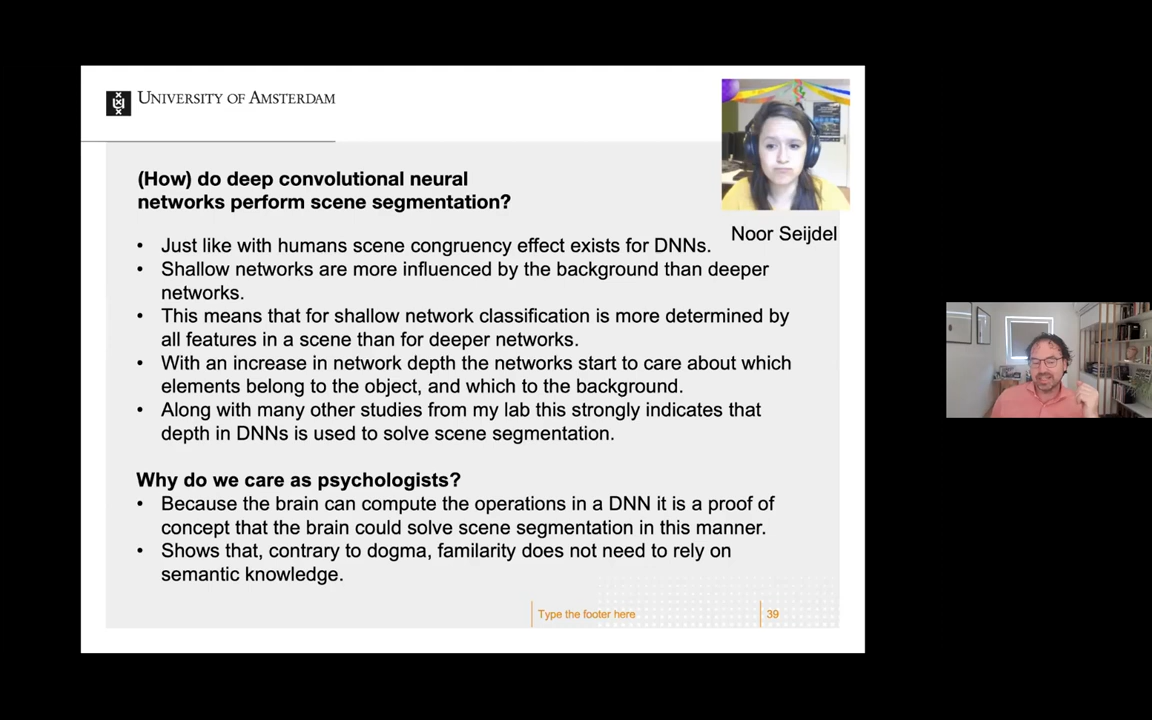 UNIVERSITY OF AMSTERDAM
(How) do deep convolutional neural
networks perform scene segmentation?
Noor Seijdel
• Just like with humans scene congruency effect exists for DNNs.
• Shallow networks are more influenced by the background than deeper
networks.
• This means that for shallow network classification is more determined by
all features in a scene than for deeper networks.
• With an increase in network depth the networks start to care about which
elements belong to the object, and which to the background.
• Along with many other studies from my lab this strongly indicates that
depth in DNNs is used to solve scene segmentation.
Why do we care as psychologists?
• Because the brain can compute the operations in a DNN it is a proof of
concept that the brain could solve scene segmentation in this manner.
• Shows that, contrary to dogma, familarity does not need to rely on
semantic knowledge.
Type the footer here
39